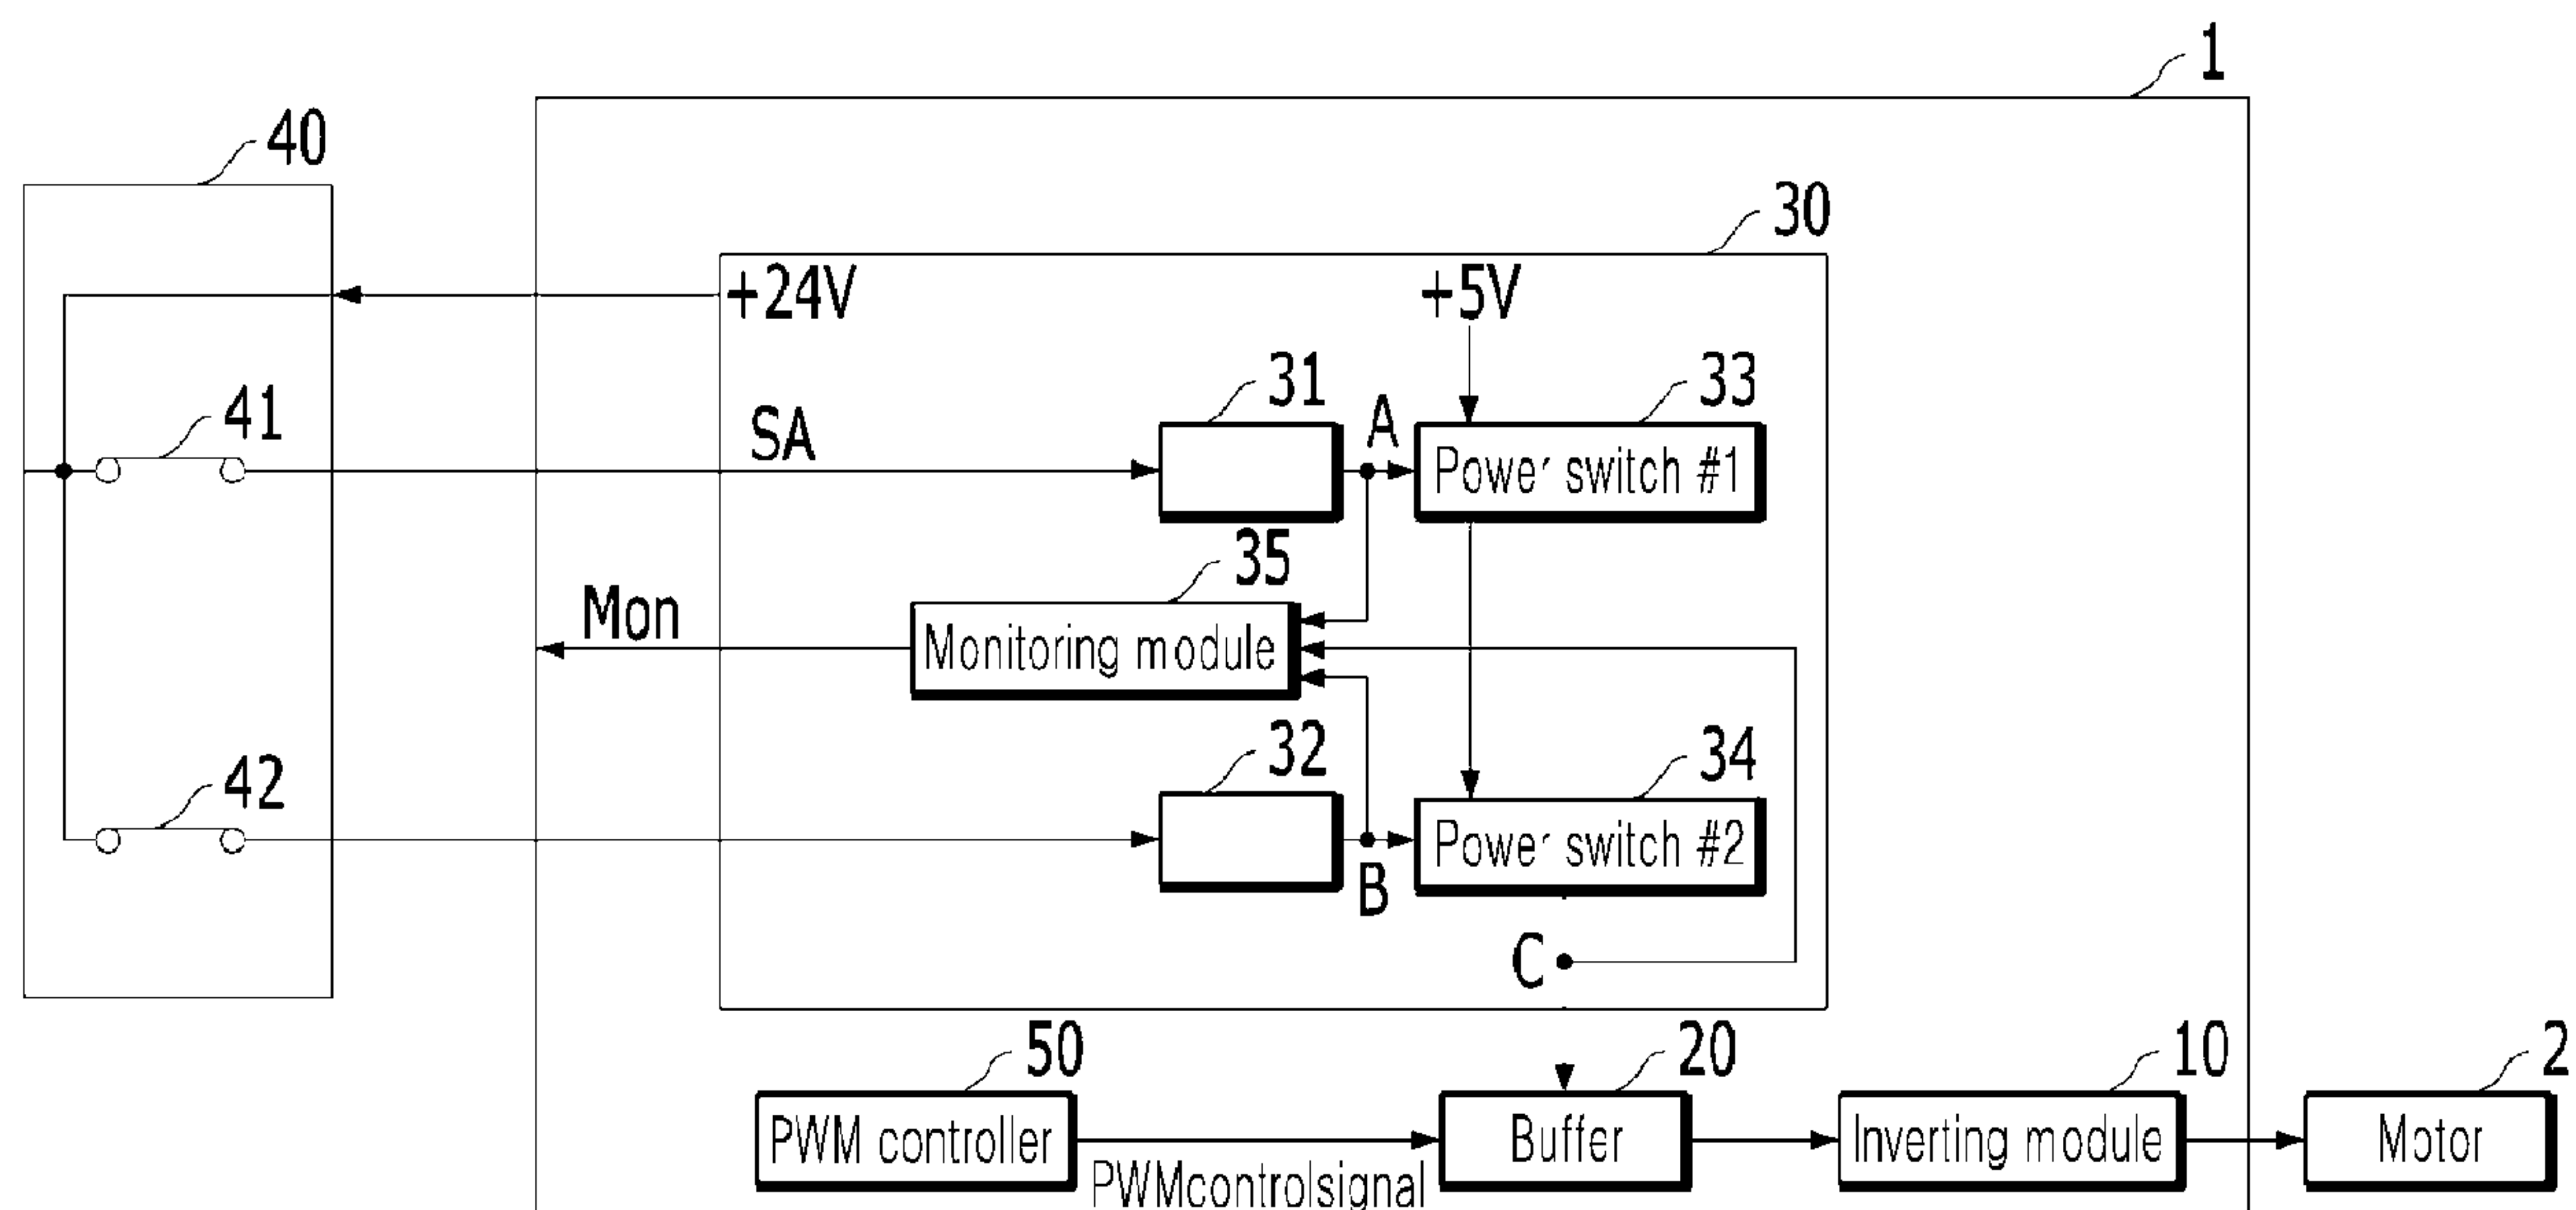 1
40
30
+24V
+5V
31
33
41
SA
A
Power switch #1
35
Mon
Monitoring module
32
34
42
Power switch #2
B
C
50
20
10
2
PWM controller
Buffer
Inverting module
Motor
PWMcontrolsignal